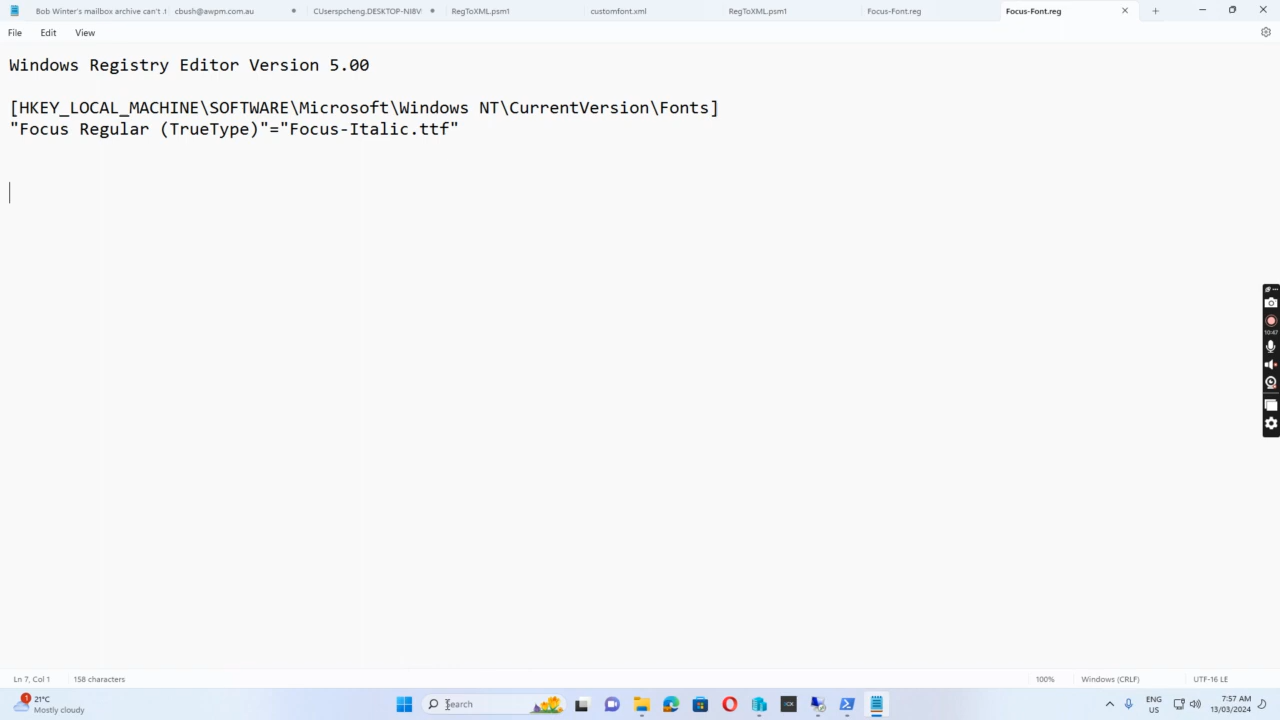 Bob Winter's mailbox archive can't .t
cbush@awpm.com.au
CUserspcheng.DESKTOP-NI8V
RegToXML.psm1
customfont.xml
RegToXML.psm1
Focus-Font.reg
Focus-Font.reg
File
Edit
View
Windows Registry Editor Version 5.00
[HKEY_LOCAL_MACHINE\SOFTWARE\Microsoft\Windows NT\CurrentVersion\Fonts]
"Focus Regular (TrueType)"="Focus-Italic.ttf"
10:47
Ln 7, Col 1
158 characters
100%
Windows (CRLF)
UTF-16 LE
1
21°C
Mostly cloudy
Search
ENG
US
7:57 AM
13/03/2024